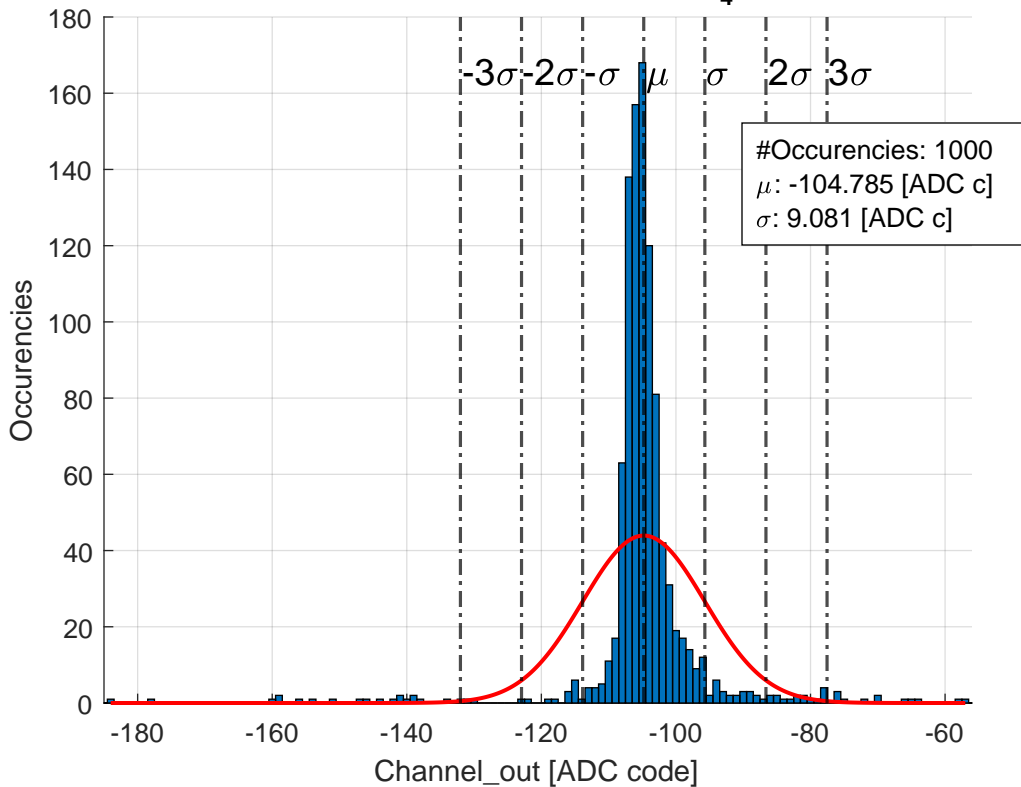 4
180
160
140
120
100
80
60
40
20
0
-3σ -2σ -σ μ σ 2σ 3σ
#Occurencies: 1000
μ: -104.785 [ADC c]
σ: 9.081 [ADC c]
-180 -160 -140 -120 -100 -80 -60
Channel_out [ADC code]
Occurencies